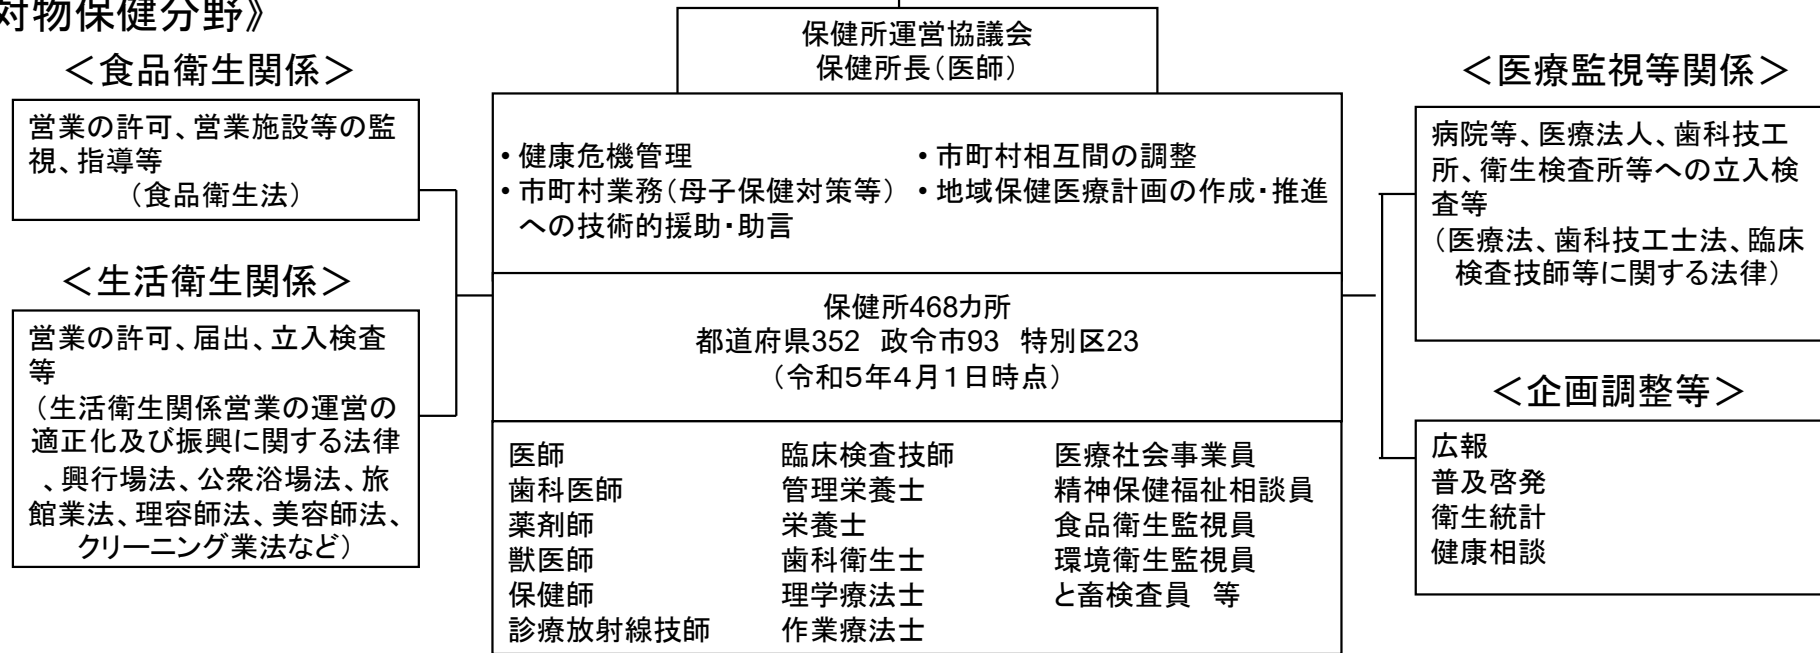 対物保健分野》
＜食品衛生関係＞
営業の許可、営業施設等の監
視、指導等
（食品衛生法）
＜生活衛生関係＞
営業の許可、届出、立入検査
等
（生活衛生関係営業の運営の
適正化及び振興に関する法律
、興行場法、公衆浴場法、旅
館業法、理容師法、美容師法、
クリーニング業法など）
保健所運営協議会
保健所長（医師）
・健康危機管理
・市町村業務（母子保健対策等）
への技術的援助・助言
・市町村相互間の調整
・地域保健医療計画の作成・推進
保健所468カ所
都道府県352 政令市93 特別区23
（令和5年4月1日時点）
医師
歯科医師
薬剤師
獣医師
保健師
診療放射線技師
臨床検査技師
管理栄養士
栄養士
歯科衛生士
理学療法士
作業療法士
医療社会事業員
精神保健福祉相談員
食品衛生監視員
環境衛生監視員
と畜検査員 等
＜医療監視等関係＞
病院等、医療法人、歯科技工
所、衛生検査所等への立入検
査等
（医療法、歯科技工士法、臨床
検査技師等に関する法律）
＜企画調整等＞
広報
普及啓発
衛生統計
健康相談